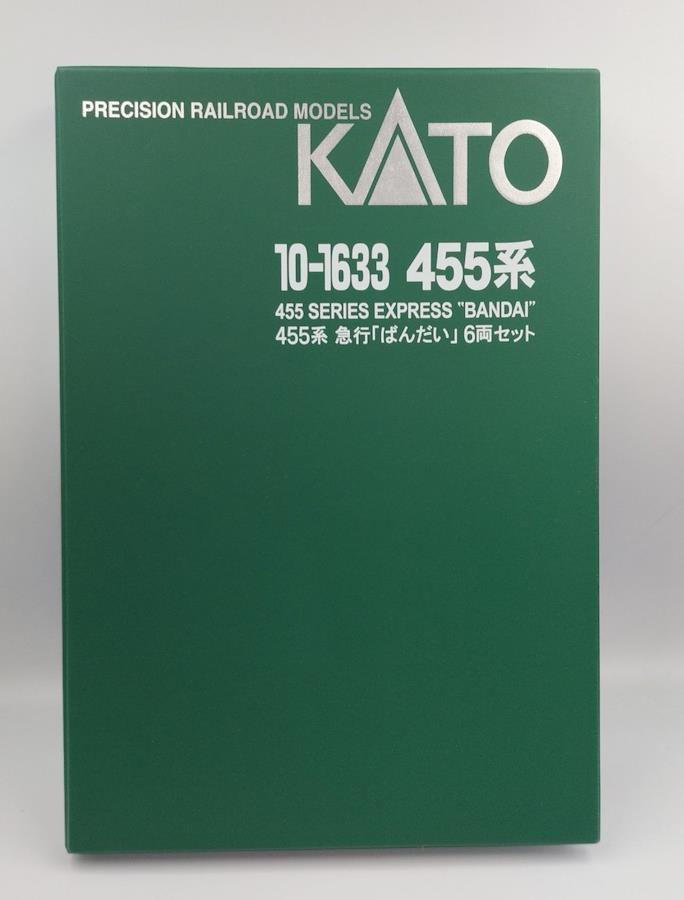 PRECISION RAILROAD MODELS
KATO
10-1633 455系
455 SERIES EXPRESS "BANDAI"
455系 急行「ばんだい」 6両セット